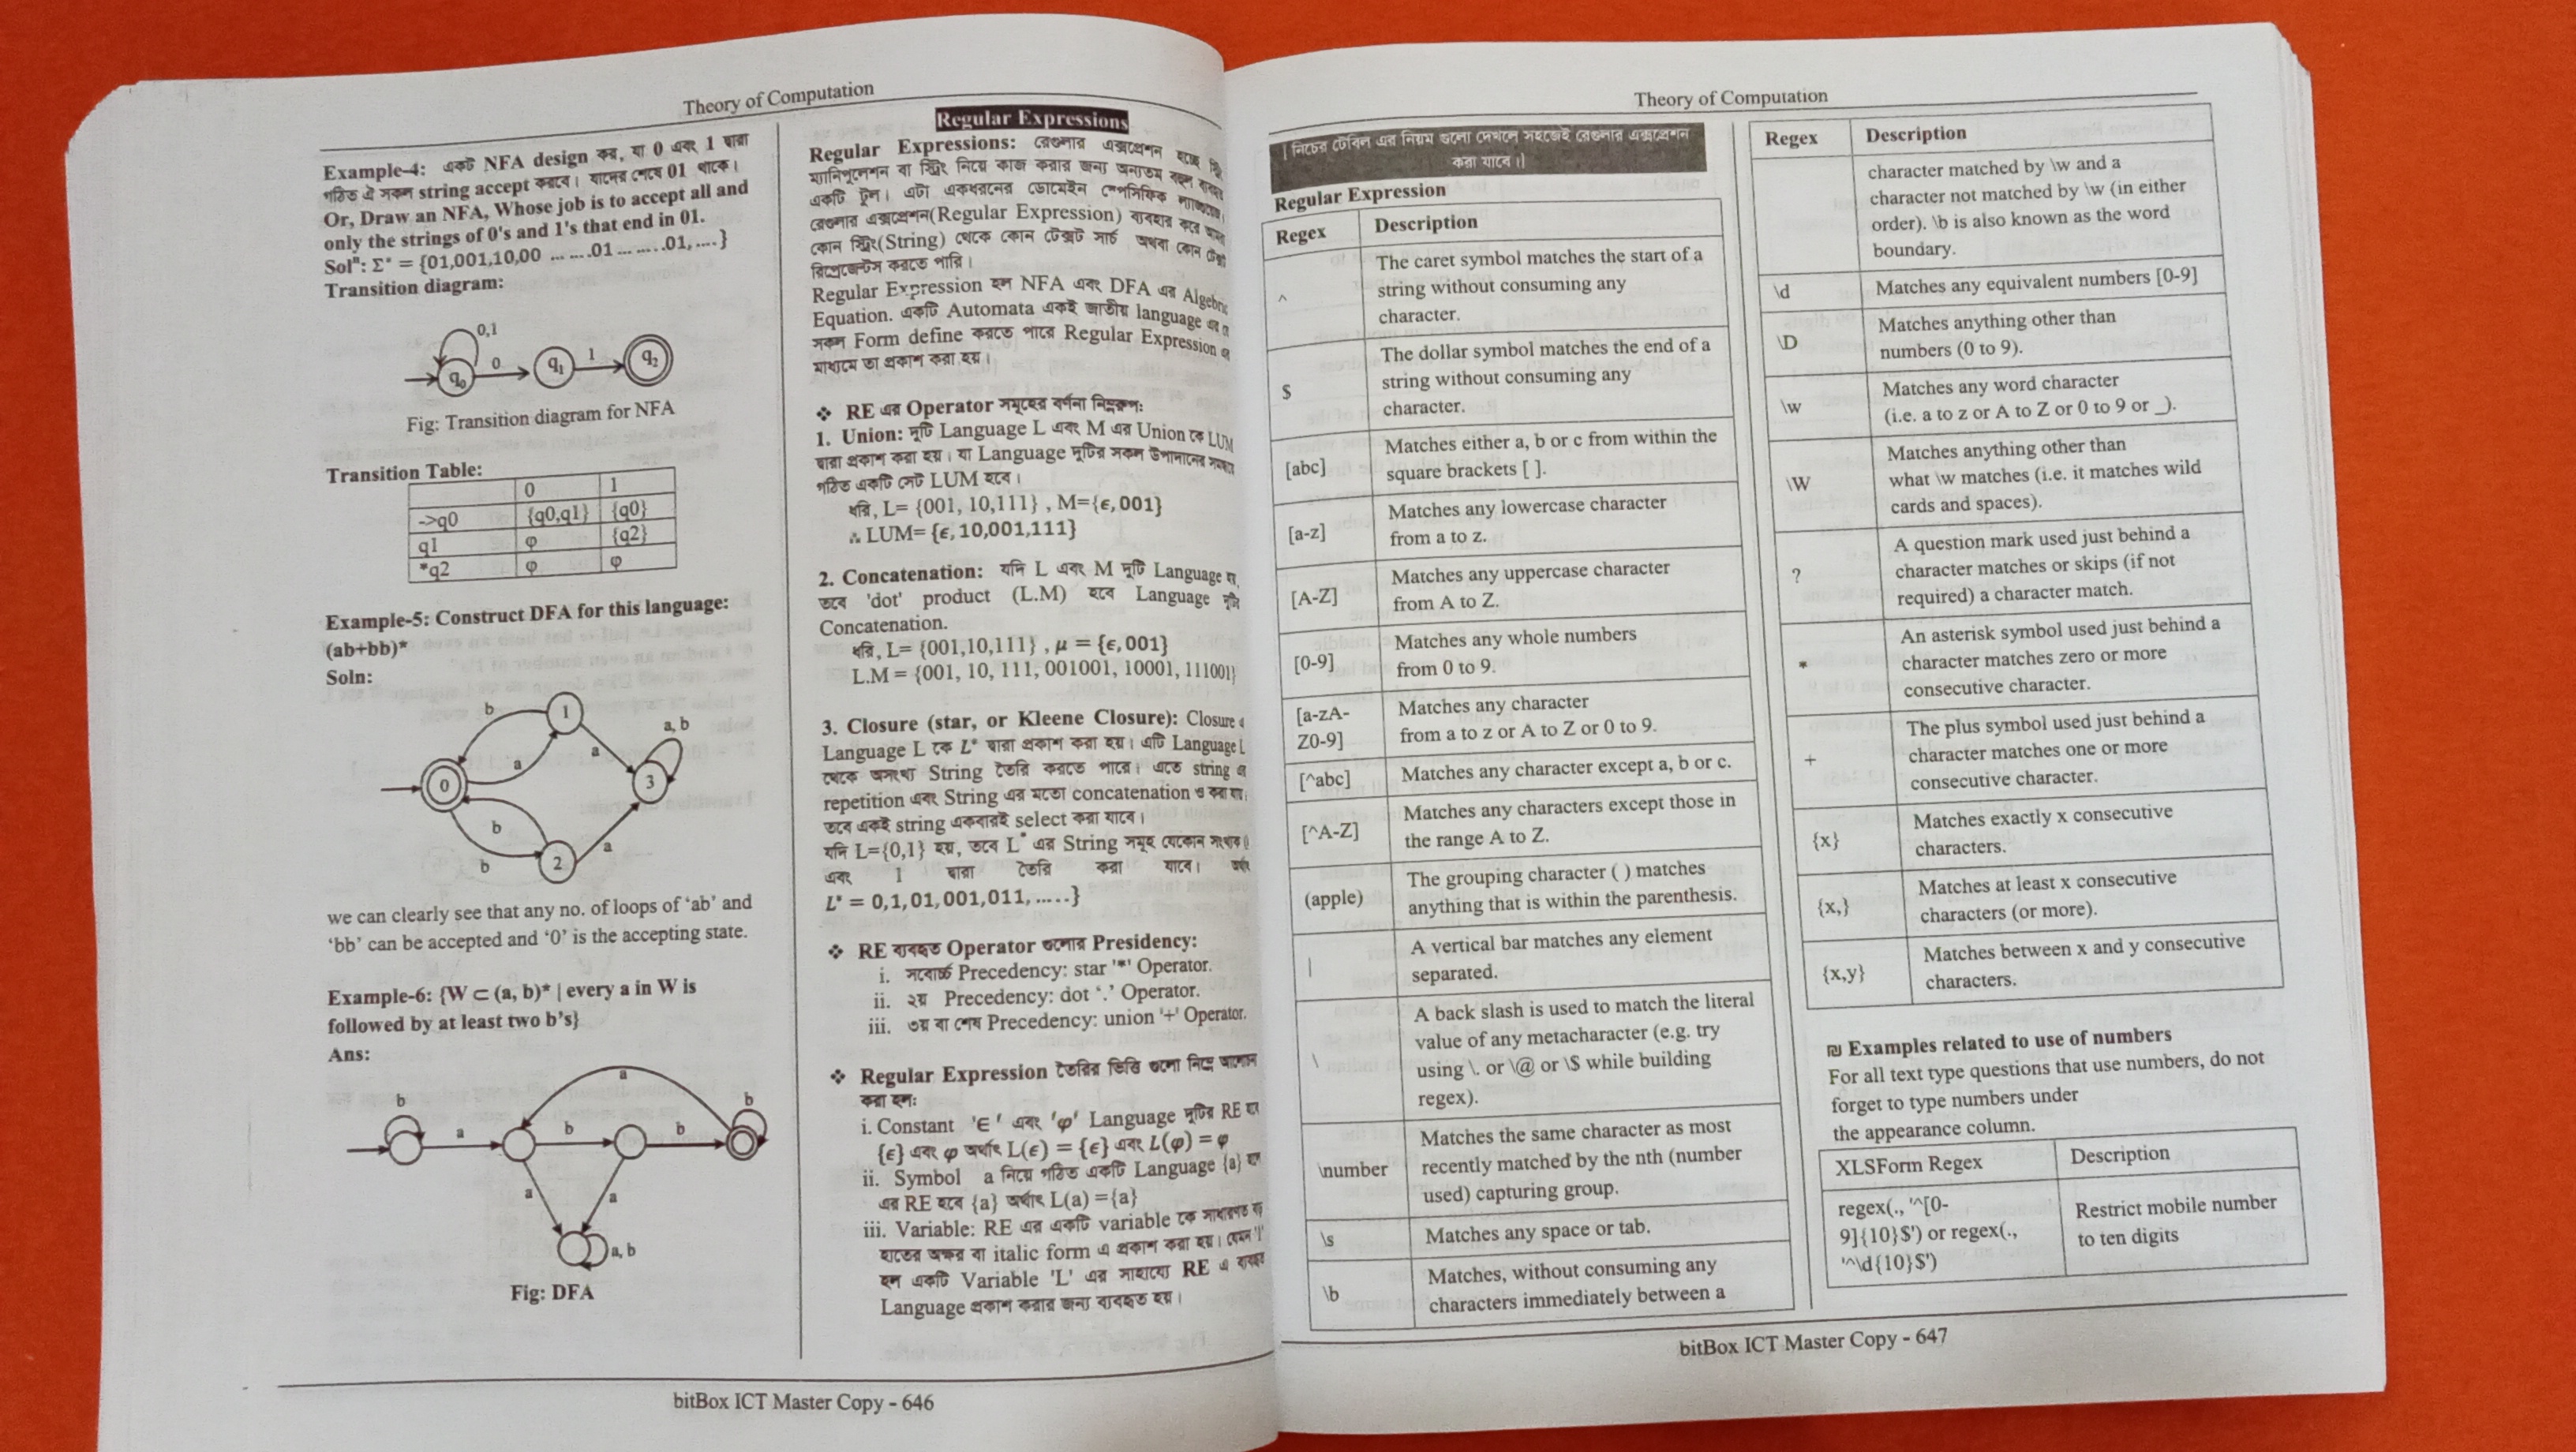 Theory of Computation
Example-4: একটি NFA design কর, যা 0 এবং 1 দ্বারা
গঠিত ঐ সকল string accept করবে। যাদের শেষে 01 থাকে।
Or, Draw an NFA, Whose job is to accept all and
only the strings of 0's and 1's that end in 01.
Solⁿ: Σ* = {01,001,10,00 … ….01 … …..01, …. }
Transition diagram:
0,1
q₀ 0 q₁ 1 q₂
Fig: Transition diagram for NFA
Transition Table:
0 1
->q0 {q0,q1} {q0}
q1 φ {q2}
*q2 φ φ
Example-5: Construct DFA for this language:
(ab+bb)*
Soln:
b 1 a, b
a a
0 3
b
b 2 a
we can clearly see that any no. of loops of ‘ab’ and
‘bb’ can be accepted and ‘0’ is the accepting state.
Example-6: {W ⊂ (a, b)* | every a in W is
followed by at least two b’s}
Ans:
a
b b
a b b
a a
a, b
Fig: DFA
Regular Expressions
Regular Expressions: রেগুলার এক্সপ্রেশন হচ্ছে
ম্যানিপুলেশন বা স্ট্রিং নিয়ে কাজ করার জন্য অন্যতম বহুল ব্যবহৃত
একটি টুল। এটা একধরনের ডোমেইন স্পেসিফিক ল্যাঙ্গুয়েজ।
রেগুলার এক্সপ্রেশন(Regular Expression) ব্যবহার করে আমরা
কোন স্ট্রিং(String) থেকে কোন টেক্সট সার্চ অথবা কোন টেক্সট
রিপ্রেজেন্টস করতে পারি।
Regular Expression হল NFA এবং DFA এর Algebric
Equation. একটি Automata একই জাতীয় language এর যে
সকল Form define করতে পারে Regular Expression এর
মাধ্যমে তা প্রকাশ করা হয়।
❖ RE এর Operator সমূহের বর্ণনা নিম্নরূপ:
1. Union: দুটি Language L এবং M এর Union কে LUM
দ্বারা প্রকাশ করা হয়। যা Language দুটির সকল উপাদানের সমন্বয়ে
গঠিত একটি সেট LUM হবে।
ধরি, L= {001, 10,111} , M={ϵ,001}
∴ LUM= {ϵ, 10,001,111}
2. Concatenation: যদি L এবং M দুটি Language হয়,
তবে 'dot' product (L.M) হবে Language দুটি
Concatenation.
ধরি, L= {001,10,111} , μ = {ϵ,001}
L.M = {001, 10, 111, 001001, 10001, 111001}
3. Closure (star, or Kleene Closure): Closure
Language L কে L* দ্বারা প্রকাশ করা হয়। এটি Language L
থেকে অসংখ্য String তৈরি করতে পারে। এতে string এর
repetition এবং String এর মতো concatenation ও করা যায়,
তবে একই string একবারই select করা যাবে।
যদি L={0,1} হয়, তবে L* এর String সমূহ যেকোন সংখ্যক 0
এবং 1 দ্বারা তৈরি করা যাবে। অর্থাৎ
L* = 0,1,01,001,011, …..}
❖ RE ব্যবহৃত Operator গুলোর Presidency:
i. সবোর্চ্চ Precedency: star '*' Operator.
ii. ২য় Precedency: dot ‘.’ Operator.
iii. ৩য় বা শেষ Precedency: union '+' Operator.
❖ Regular Expression তৈরির ভিত্তি গুলো নিম্নে আলোচনা
করা হল:
i. Constant 'ϵ' এবং 'φ' Language দুটির RE হবে
{ϵ} এবং φ অর্থাৎ L(ϵ) = {ϵ} এবং L(φ) = φ
ii. Symbol a নিয়ে গঠিত একটি Language {a} হলে
এর RE হবে {a} অর্থাৎ L(a) ={a}
iii. Variable: RE এর একটি variable কে সাধারণত বড়
হাতের অক্ষর বা italic form এ প্রকাশ করা হয়। যেমন 'l'
হল একটি Variable 'L' এর সাহায্যে RE এ ব্যবহৃত
Language প্রকাশ করার জন্য ব্যবহৃত হয়।
bitBox ICT Master Copy - 646
Theory of Computation
[ নিচের টেবিল এর নিয়ম গুলো দেখলে সহজেই রেগুলার এক্সপ্রেশন
করা যাবে।]
Regular Expression
Regex Description
^ The caret symbol matches the start of a
string without consuming any
character.
$ The dollar symbol matches the end of a
string without consuming any
character.
[abc] Matches either a, b or c from within the
square brackets [ ].
[a-z] Matches any lowercase character
from a to z.
[A-Z] Matches any uppercase character
from A to Z.
[0-9] Matches any whole numbers
from 0 to 9.
[a-zA- Matches any character
Z0-9] from a to z or A to Z or 0 to 9.
[^abc] Matches any character except a, b or c.
[^A-Z] Matches any characters except those in
the range A to Z.
(apple) The grouping character ( ) matches
anything that is within the parenthesis.
| A vertical bar matches any element
separated.
\ A back slash is used to match the literal
value of any metacharacter (e.g. try
using \. or \@ or \$ while building
regex).
\number Matches the same character as most
recently matched by the nth (number
used) capturing group.
\s Matches any space or tab.
\b Matches, without consuming any
characters immediately between a
Regex Description
character matched by \w and a
character not matched by \w (in either
order). \b is also known as the word
boundary.
\d Matches any equivalent numbers [0-9]
\D Matches anything other than
numbers (0 to 9).
\w Matches any word character
(i.e. a to z or A to Z or 0 to 9 or _).
\W Matches anything other than
what \w matches (i.e. it matches wild
cards and spaces).
? A question mark used just behind a
character matches or skips (if not
required) a character match.
* An asterisk symbol used just behind a
character matches zero or more
consecutive character.
+ The plus symbol used just behind a
character matches one or more
consecutive character.
{x} Matches exactly x consecutive
characters.
{x,} Matches at least x consecutive
characters (or more).
{x,y} Matches between x and y consecutive
characters.
Examples related to use of numbers
For all text type questions that use numbers, do not
forget to type numbers under
the appearance column.
XLSForm Regex Description
regex(., '^[0- Restrict mobile number
9]{10}$') or regex(., to ten digits
'^\d{10}$')
bitBox ICT Master Copy - 647